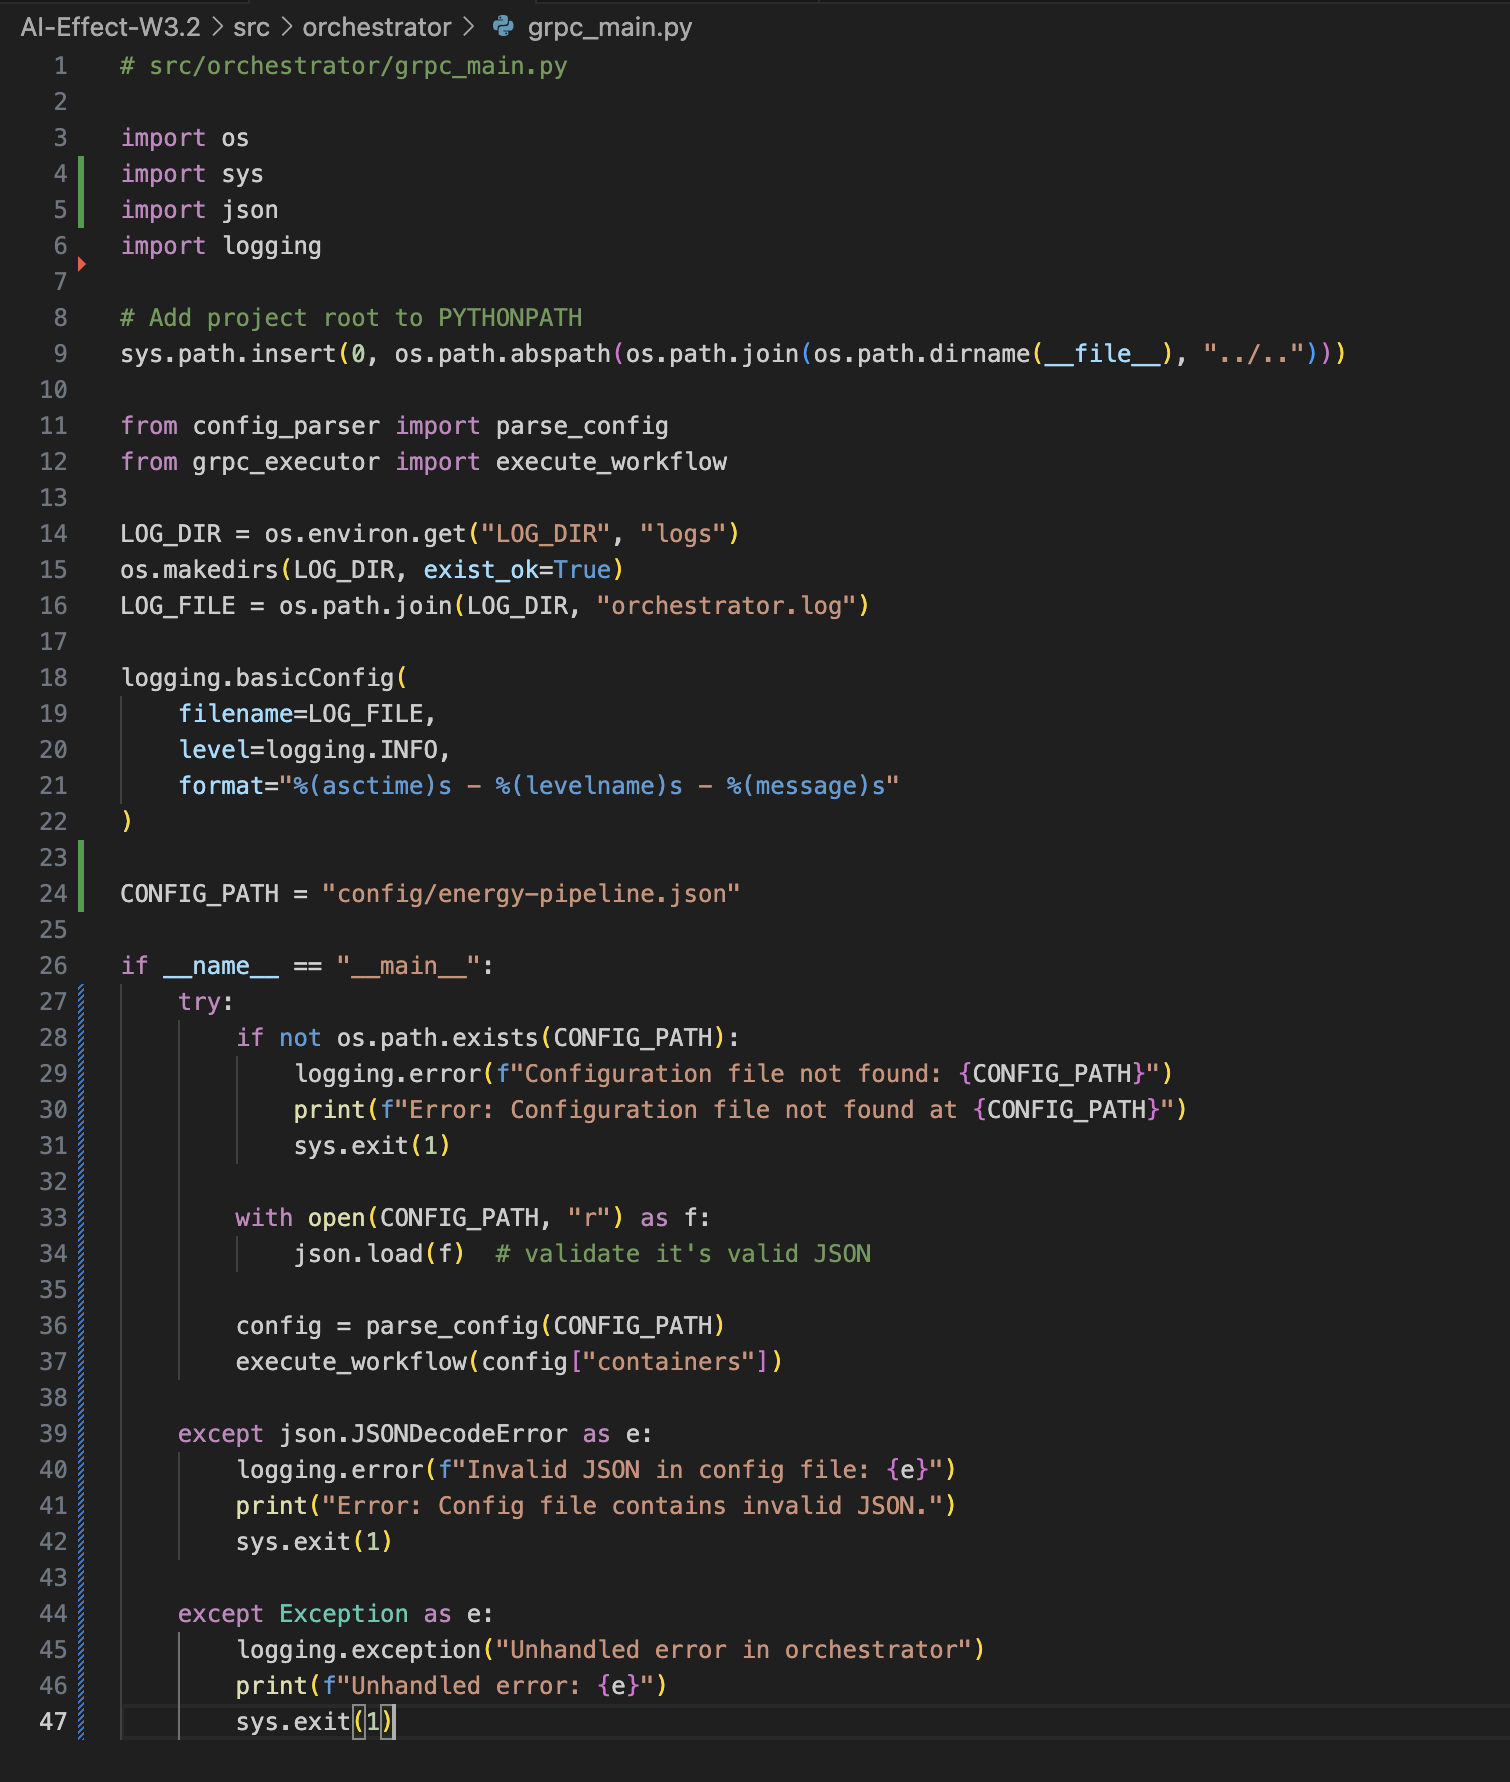 AI-Effect-W3.2 > src > orchestrator > grpc_main.py
1 # src/orchestrator/grpc_main.py
2
3 import os
4 import sys
5 import json
6 import logging
7
8 # Add project root to PYTHONPATH
9 sys.path.insert(0, os.path.abspath(os.path.join(os.path.dirname(__file__), "../..")))
10
11 from config_parser import parse_config
12 from grpc_executor import execute_workflow
13
14 LOG_DIR = os.environ.get("LOG_DIR", "logs")
15 os.makedirs(LOG_DIR, exist_ok=True)
16 LOG_FILE = os.path.join(LOG_DIR, "orchestrator.log")
17
18 logging.basicConfig(
19     filename=LOG_FILE,
20     level=logging.INFO,
21     format="%(asctime)s - %(levelname)s - %(message)s"
22 )
23
24 CONFIG_PATH = "config/energy-pipeline.json"
25
26 if __name__ == "__main__":
27     try:
28         if not os.path.exists(CONFIG_PATH):
29             logging.error(f"Configuration file not found: {CONFIG_PATH}")
30             print(f"Error: Configuration file not found at {CONFIG_PATH}")
31             sys.exit(1)
32
33         with open(CONFIG_PATH, "r") as f:
34             json.load(f)  # validate it's valid JSON
35
36         config = parse_config(CONFIG_PATH)
37         execute_workflow(config["containers"])
38
39     except json.JSONDecodeError as e:
40         logging.error(f"Invalid JSON in config file: {e}")
41         print("Error: Config file contains invalid JSON.")
42         sys.exit(1)
43
44     except Exception as e:
45         logging.exception("Unhandled error in orchestrator")
46         print(f"Unhandled error: {e}")
47         sys.exit(1)